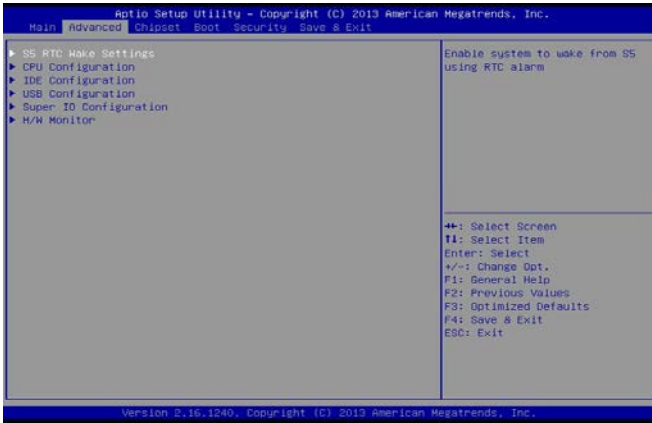 Aptio Setup Utility – Copyright (C) 2013 American Megatrends, Inc.
Main Advanced Chipset Boot Security Save & Exit
► S5 RTC Wake Settings
► CPU Configuration
► IDE Configuration
► USB Configuration
► Super IO Configuration
► H/W Monitor
Enable system to wake from S5
using RTC alarm
→←: Select Screen
↑↓: Select Item
Enter: Select
+/-: Change Opt.
F1: General Help
F2: Previous Values
F3: Optimized Defaults
F4: Save & Exit
ESC: Exit
Version 2.16.1240. Copyright (C) 2013 American Megatrends, Inc.